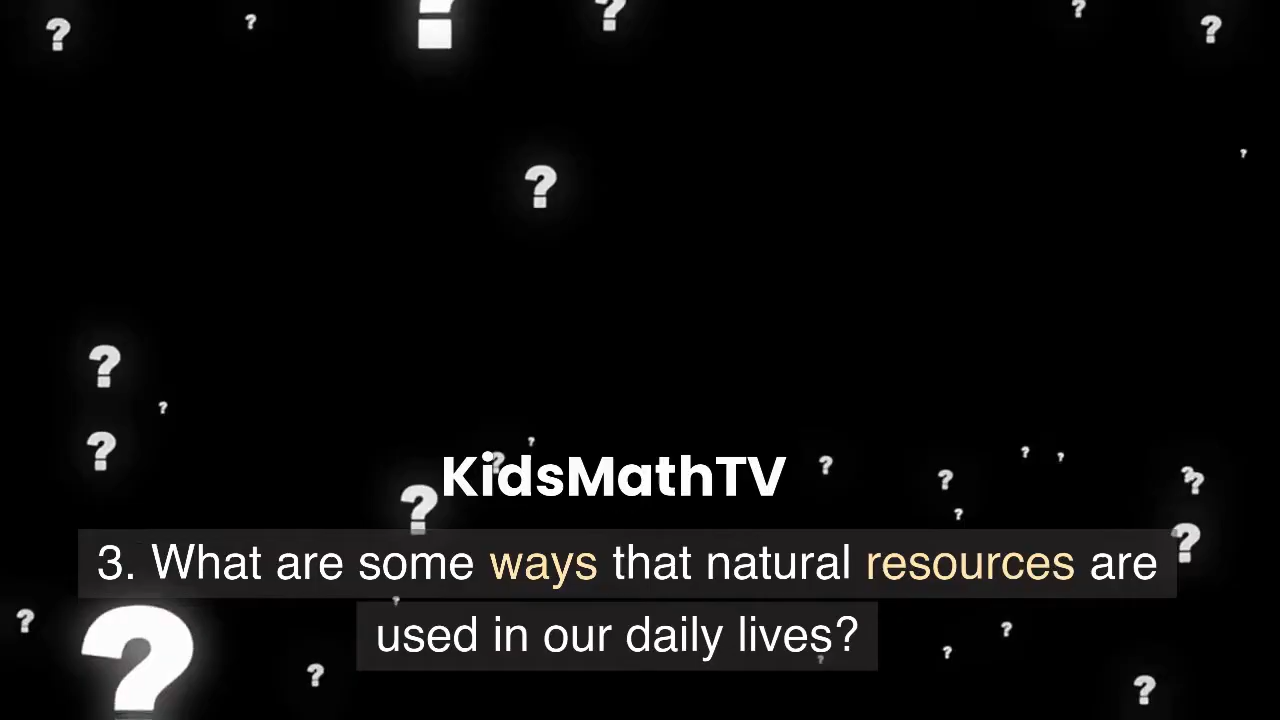 KidsMathTV
3. What are some ways that natural resources are
used in our daily lives?